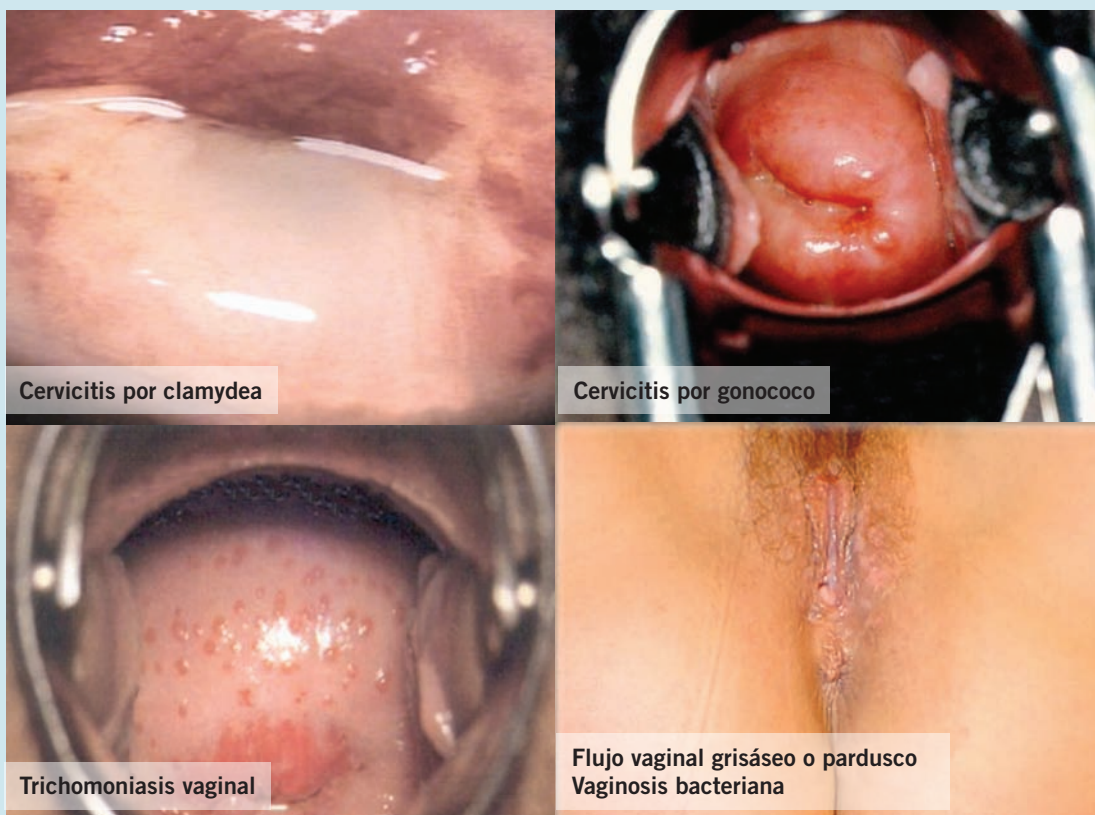 Cervicitis por clamydea
Cervicitis por gonococo
Trichomoniasis vaginal
Flujo vaginal grisáseo o pardusco
Vaginosis bacteriana